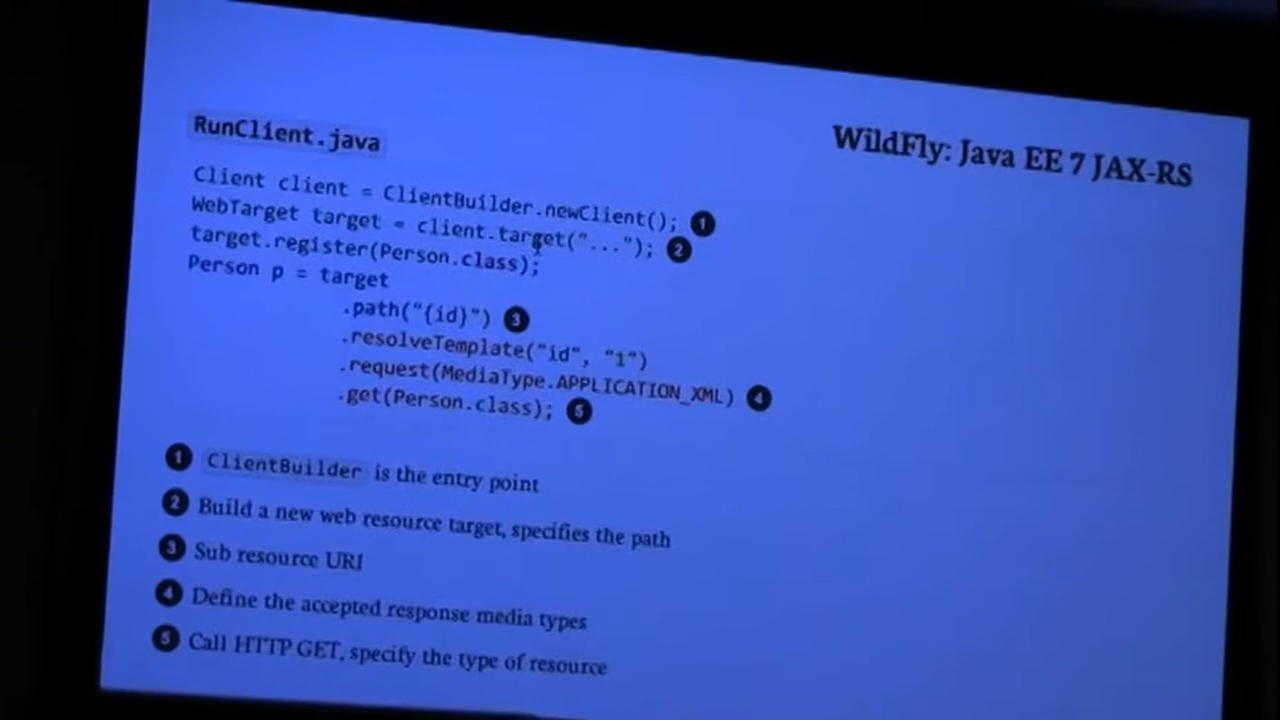 WildFly: Java EE 7 JAX-RS
RunClient.java
Client client = ClientBuilder.newClient(); 1
WebTarget target = client.target("..."); 2
target.register(Person.class);
Person p = target
.path("{id}") 3
.resolveTemplate("id", "1")
.request(MediaType.APPLICATION_XML) 4
.get(Person.class); 5
1 ClientBuilder is the entry point
2 Build a new web resource target, specifies the path
3 Sub resource URI
4 Define the accepted response media types
5 Call HTTP GET, specify the type of resource